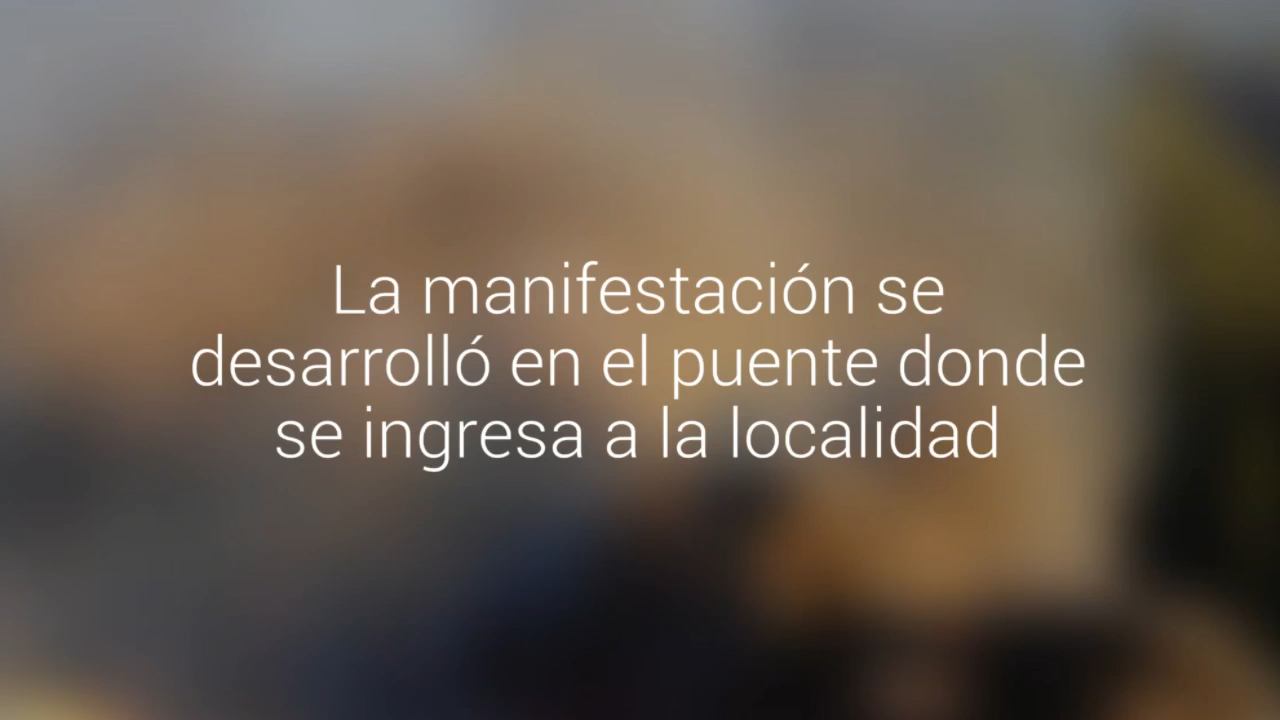 La manifestación se
desarrolló en el puente donde
se ingresa a la localidad